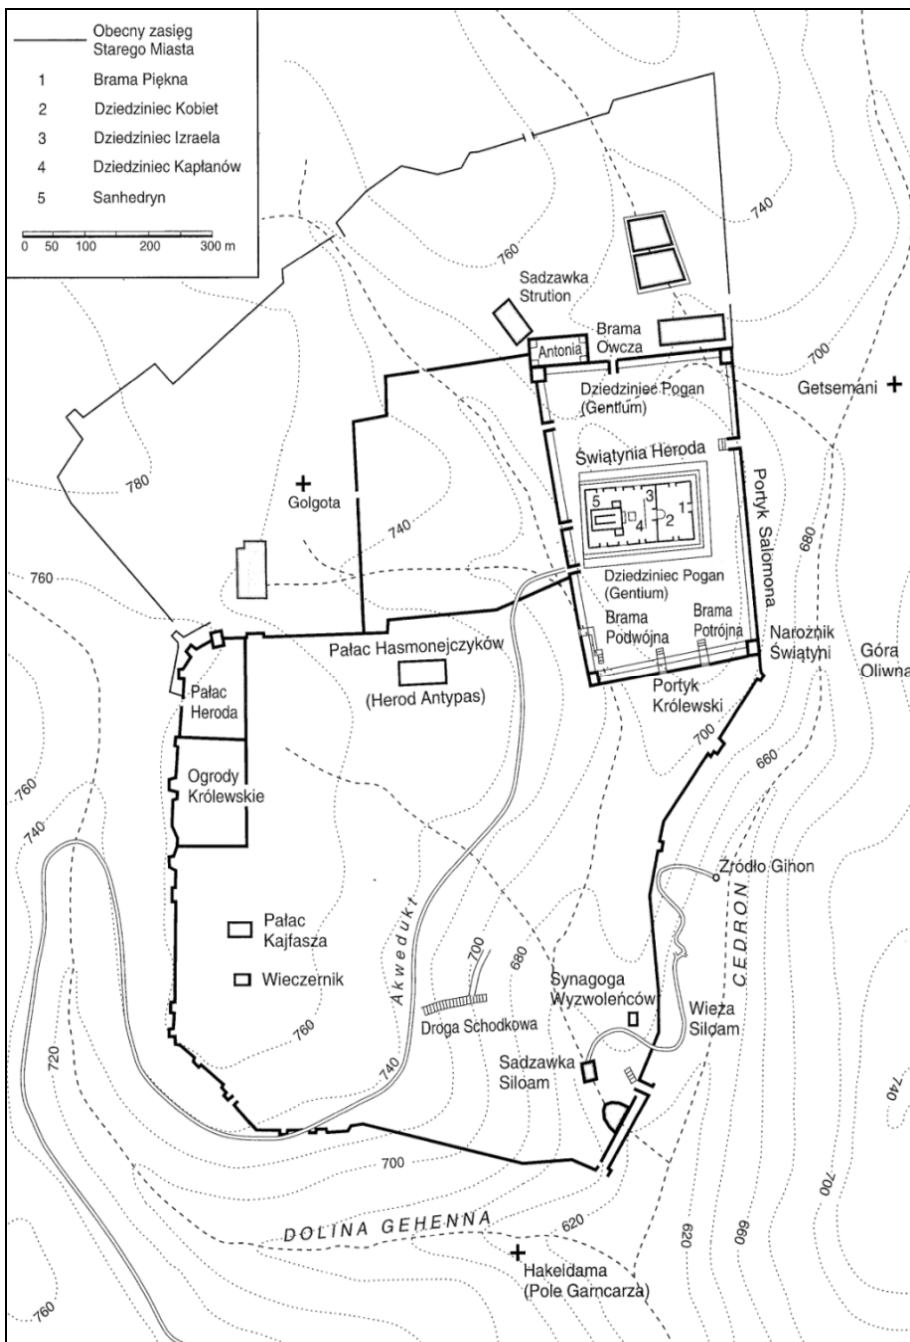 Obecny zasięg
Starego Miasta
1 Brama Piękna
2 Dziedziniec Kobiet
3 Dziedziniec Izraela
4 Dziedziniec Kapłanów
5 Sanhedryn
0 50 100 200 300 m
740
760
Sadzawka
Strution
Brama
Owcza
Antonia
700
Dziedziniec Pogan
(Gentium)
Getsemani
Świątynia Heroda
780
Golgota
740
5
3
1
4
2
Portyk Salomona
680
760
Dziedziniec Pogan
(Gentium)
Brama
Podwójna
Brama
Potrójna
Narożnik
Świątyni
Góra
Oliwna
Pałac Hasmonejczyków
(Herod Antypas)
Pałac
Heroda
Portyk
Królewski
700
660
760
Ogrody
Królewskie
740
Źródło Gihon
Pałac
Kajfasza
Akwedukt
CEDRON
700
680
Wieczernik
Synagoga
Wyzwoleńców
Wieża
Siloam
Droga Schodkowa
760
720
740
Sadzawka
Siloam
740
700
700
DOLINA GEHENNA
620
620
660
Hakeldama
(Pole Garncarza)
760